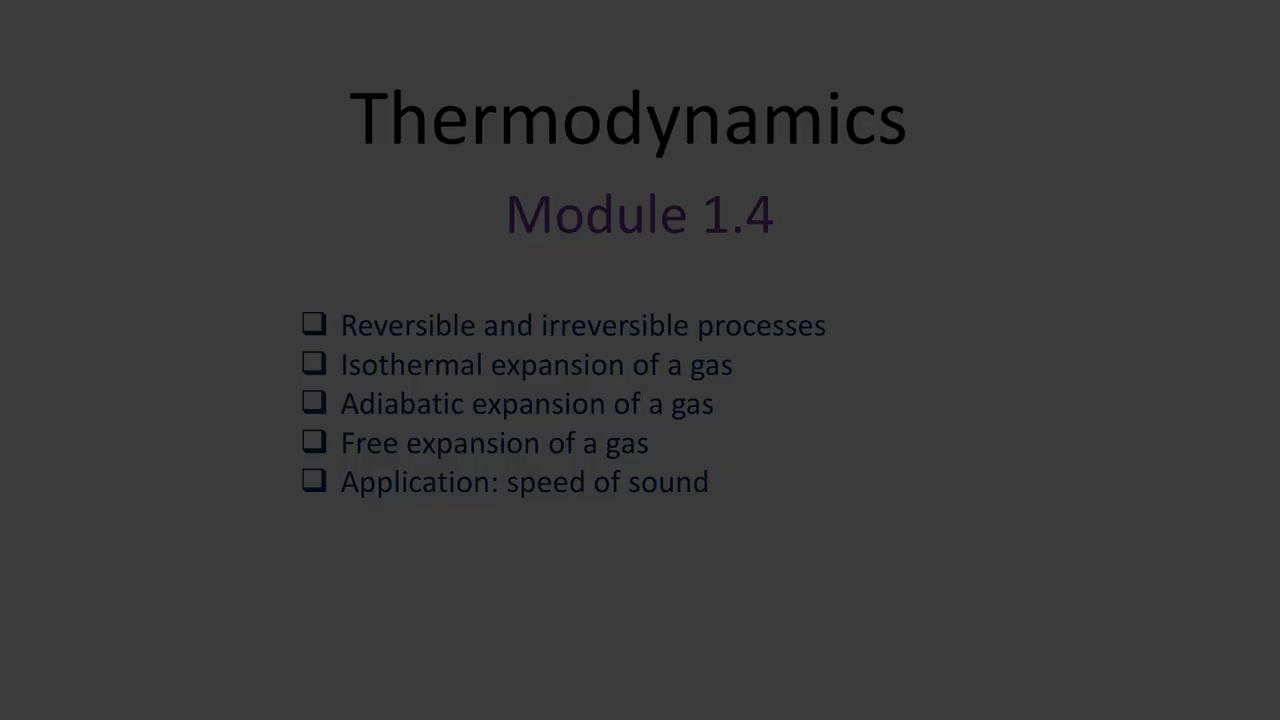 Thermodynamics
Module 1.4
❑ Reversible and irreversible processes
❑ Isothermal expansion of a gas
❑ Adiabatic expansion of a gas
❑ Free expansion of a gas
❑ Application: speed of sound